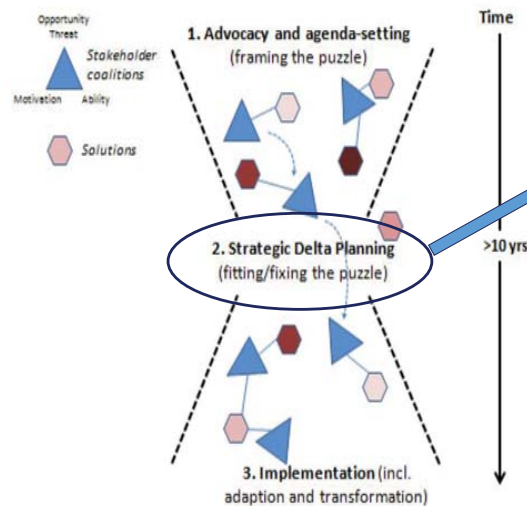 Opportunity
Threat
Stakeholder
coalitions
Motivation Ability
Solutions
1. Advocacy and agenda-setting
(framing the puzzle)
Time
2. Strategic Delta Planning
(fitting/fixing the puzzle)
>10 yrs
3. Implementation (incl.
adaption and transformation)